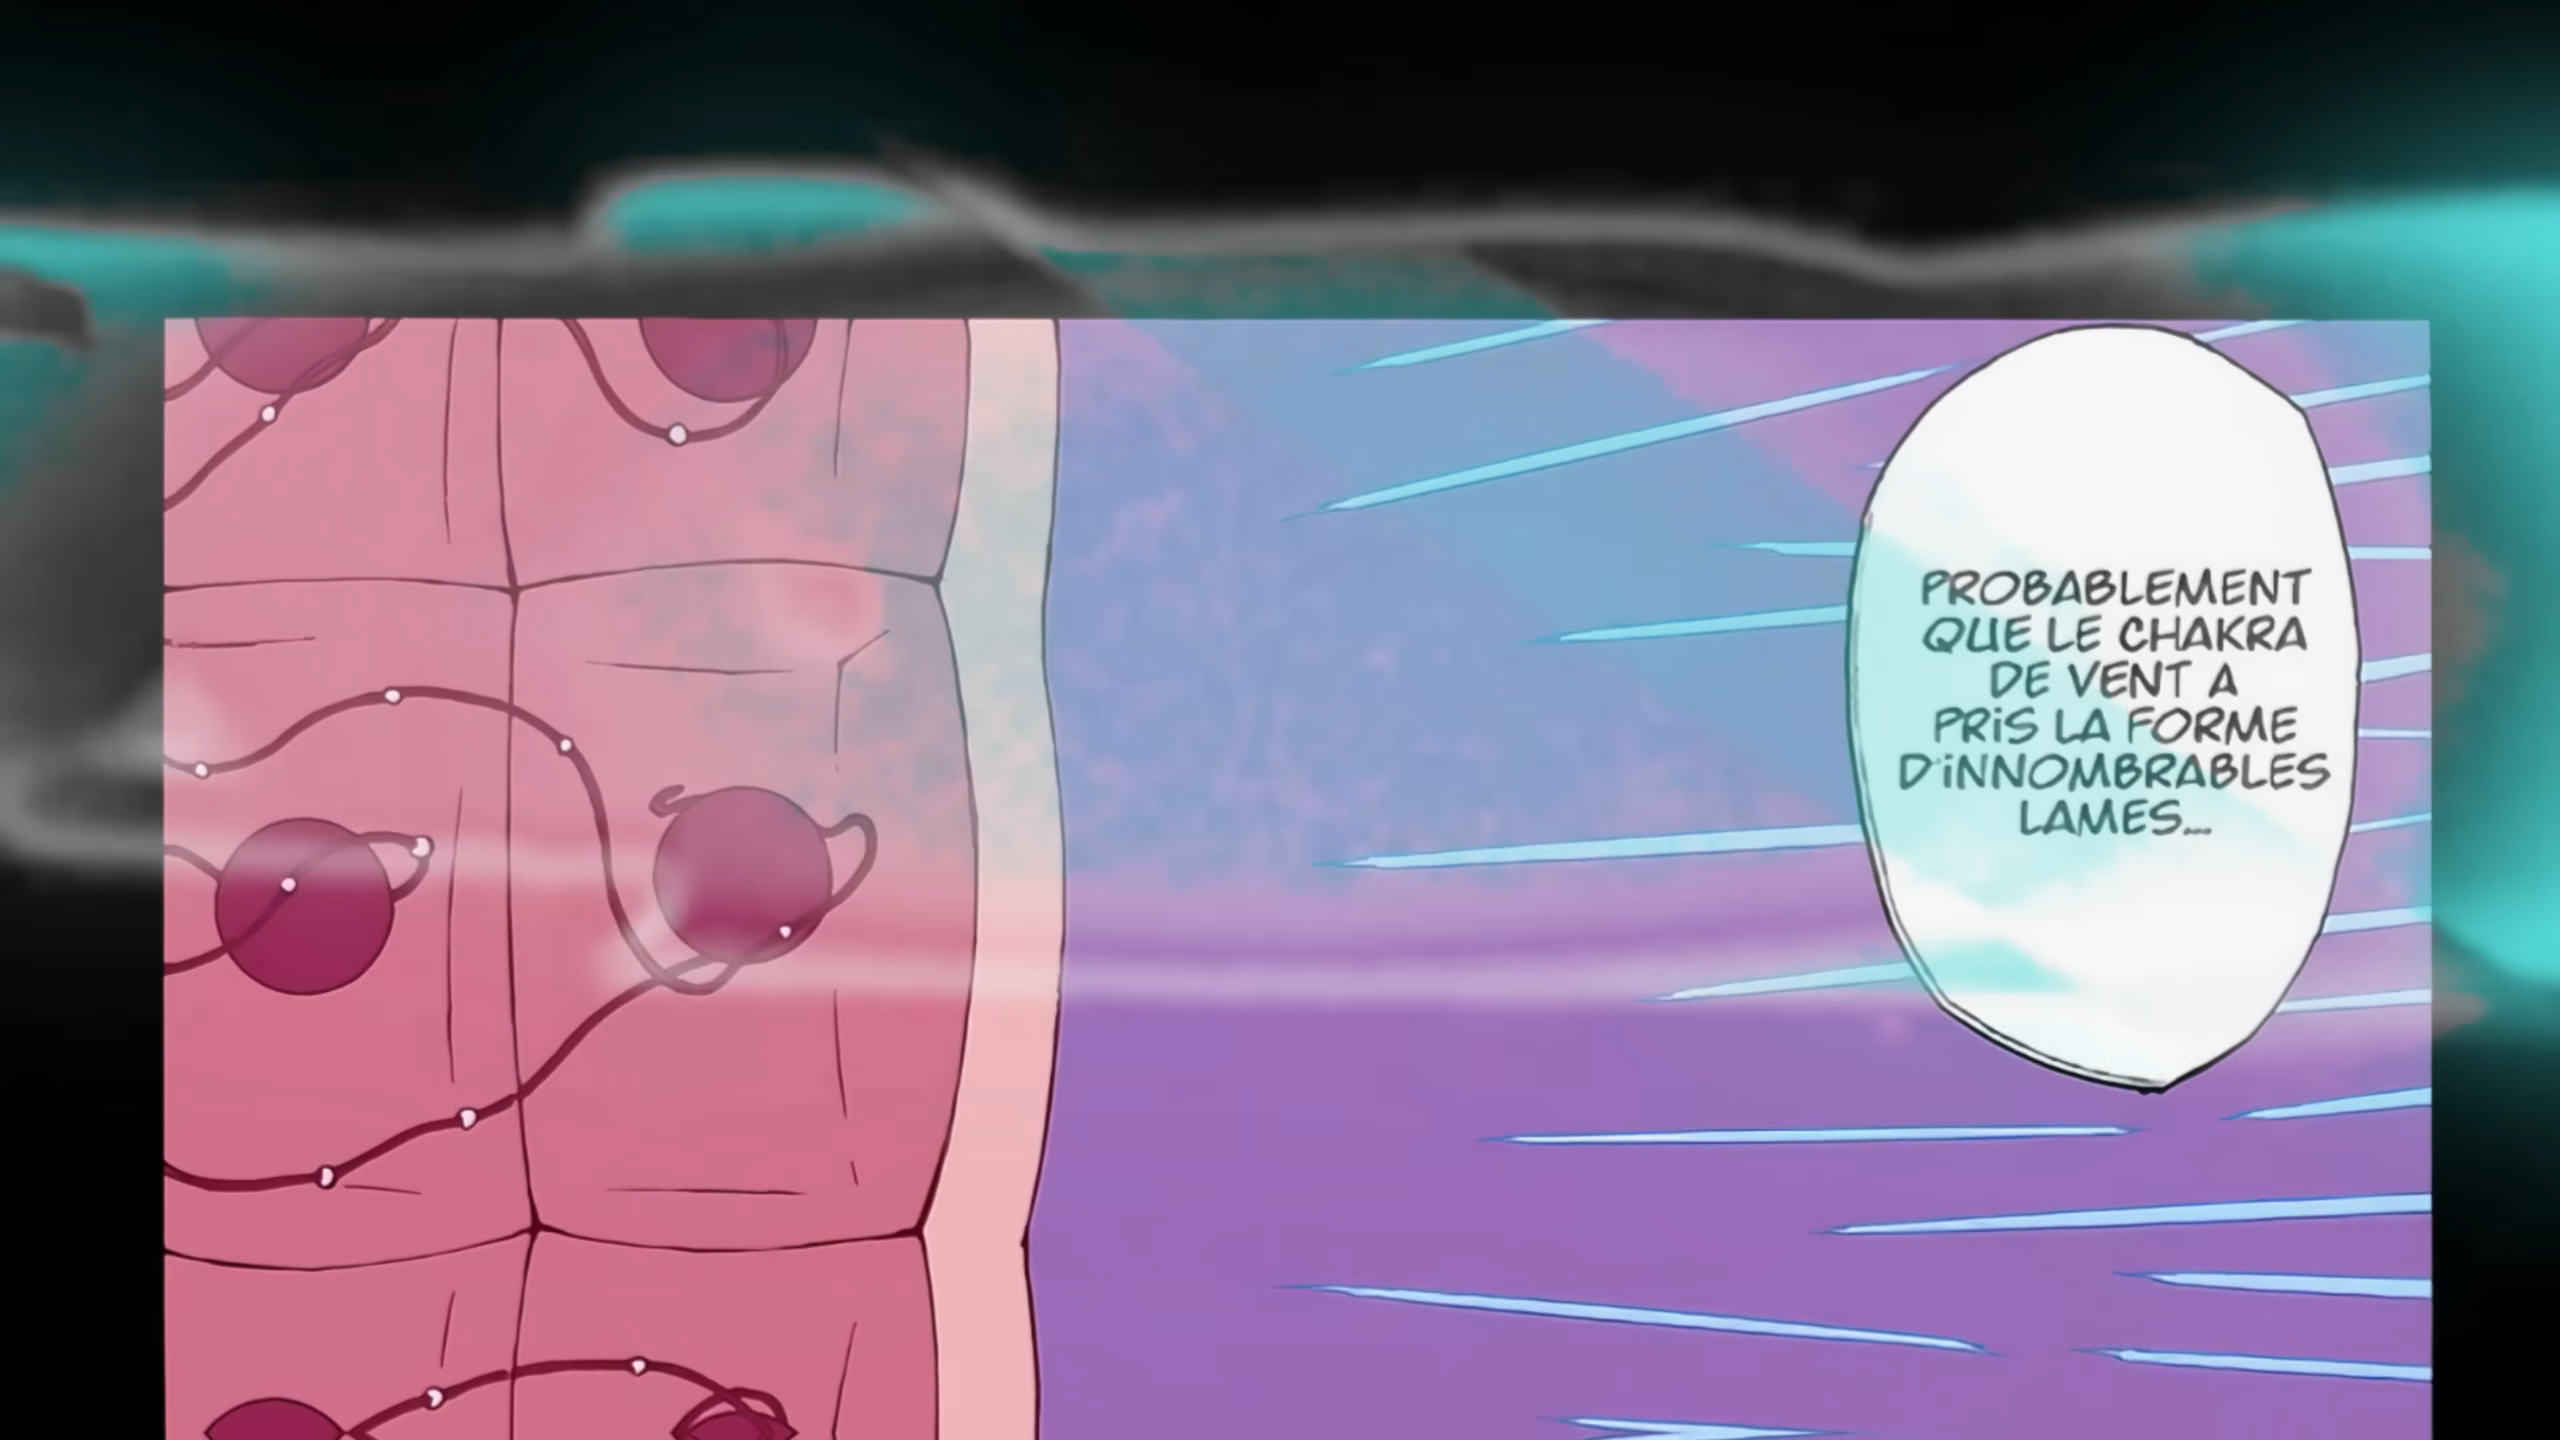 PROBABLEMENT
QUE LE CHAKRA
DE VENT A
PRIS LA FORME
D'INNOMBRABLES
LAMES...